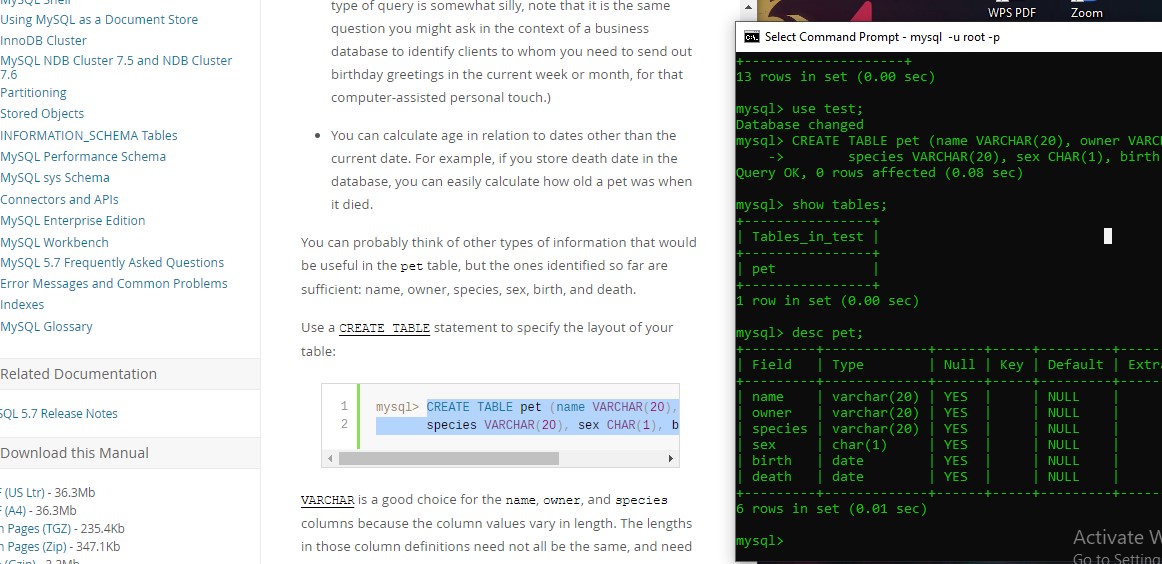 MySQL Shell
Using MySQL as a Document Store
InnoDB Cluster
MySQL NDB Cluster 7.5 and NDB Cluster
7.6
Partitioning
Stored Objects
INFORMATION_SCHEMA Tables
MySQL Performance Schema
MySQL sys Schema
Connectors and APIs
MySQL Enterprise Edition
MySQL Workbench
MySQL 5.7 Frequently Asked Questions
Error Messages and Common Problems
Indexes
MySQL Glossary
Related Documentation
SQL 5.7 Release Notes
Download this Manual
(US Ltr) - 36.3Mb
(A4) - 36.3Mb
Pages (TGZ) - 235.4Kb
Pages (Zip) - 347.1Kb
type of query is somewhat silly, note that it is the same
question you might ask in the context of a business
database to identify clients to whom you need to send out
birthday greetings in the current week or month, for that
computer-assisted personal touch.)
• You can calculate age in relation to dates other than the
current date. For example, if you store death date in the
database, you can easily calculate how old a pet was when
it died.
You can probably think of other types of information that would
be useful in the pet table, but the ones identified so far are
sufficient: name, owner, species, sex, birth, and death.
Use a CREATE TABLE statement to specify the layout of your
table:
1 mysql> CREATE TABLE pet (name VARCHAR(20),
2 species VARCHAR(20), sex CHAR(1), b
VARCHAR is a good choice for the name, owner, and species
columns because the column values vary in length. The lengths
in those column definitions need not all be the same, and need
WPS PDF
Zoom
Select Command Prompt - mysql -u root -p
+--------------------+
13 rows in set (0.00 sec)
mysql> use test;
Database changed
mysql> CREATE TABLE pet (name VARCHAR(20), owner VARC
-> species VARCHAR(20), sex CHAR(1), birth
Query OK, 0 rows affected (0.08 sec)
mysql> show tables;
+----------------+
| Tables_in_test |
+----------------+
| pet |
+----------------+
1 row in set (0.00 sec)
mysql> desc pet;
+---------+-------------+------+-----+---------+------
| Field | Type | Null | Key | Default | Extr
+---------+-------------+------+-----+---------+------
| name | varchar(20) | YES | | NULL |
| owner | varchar(20) | YES | | NULL |
| species | varchar(20) | YES | | NULL |
| sex | char(1) | YES | | NULL |
| birth | date | YES | | NULL |
| death | date | YES | | NULL |
+---------+-------------+------+-----+---------+------
6 rows in set (0.01 sec)
mysql>
Activate W
Go to Setting